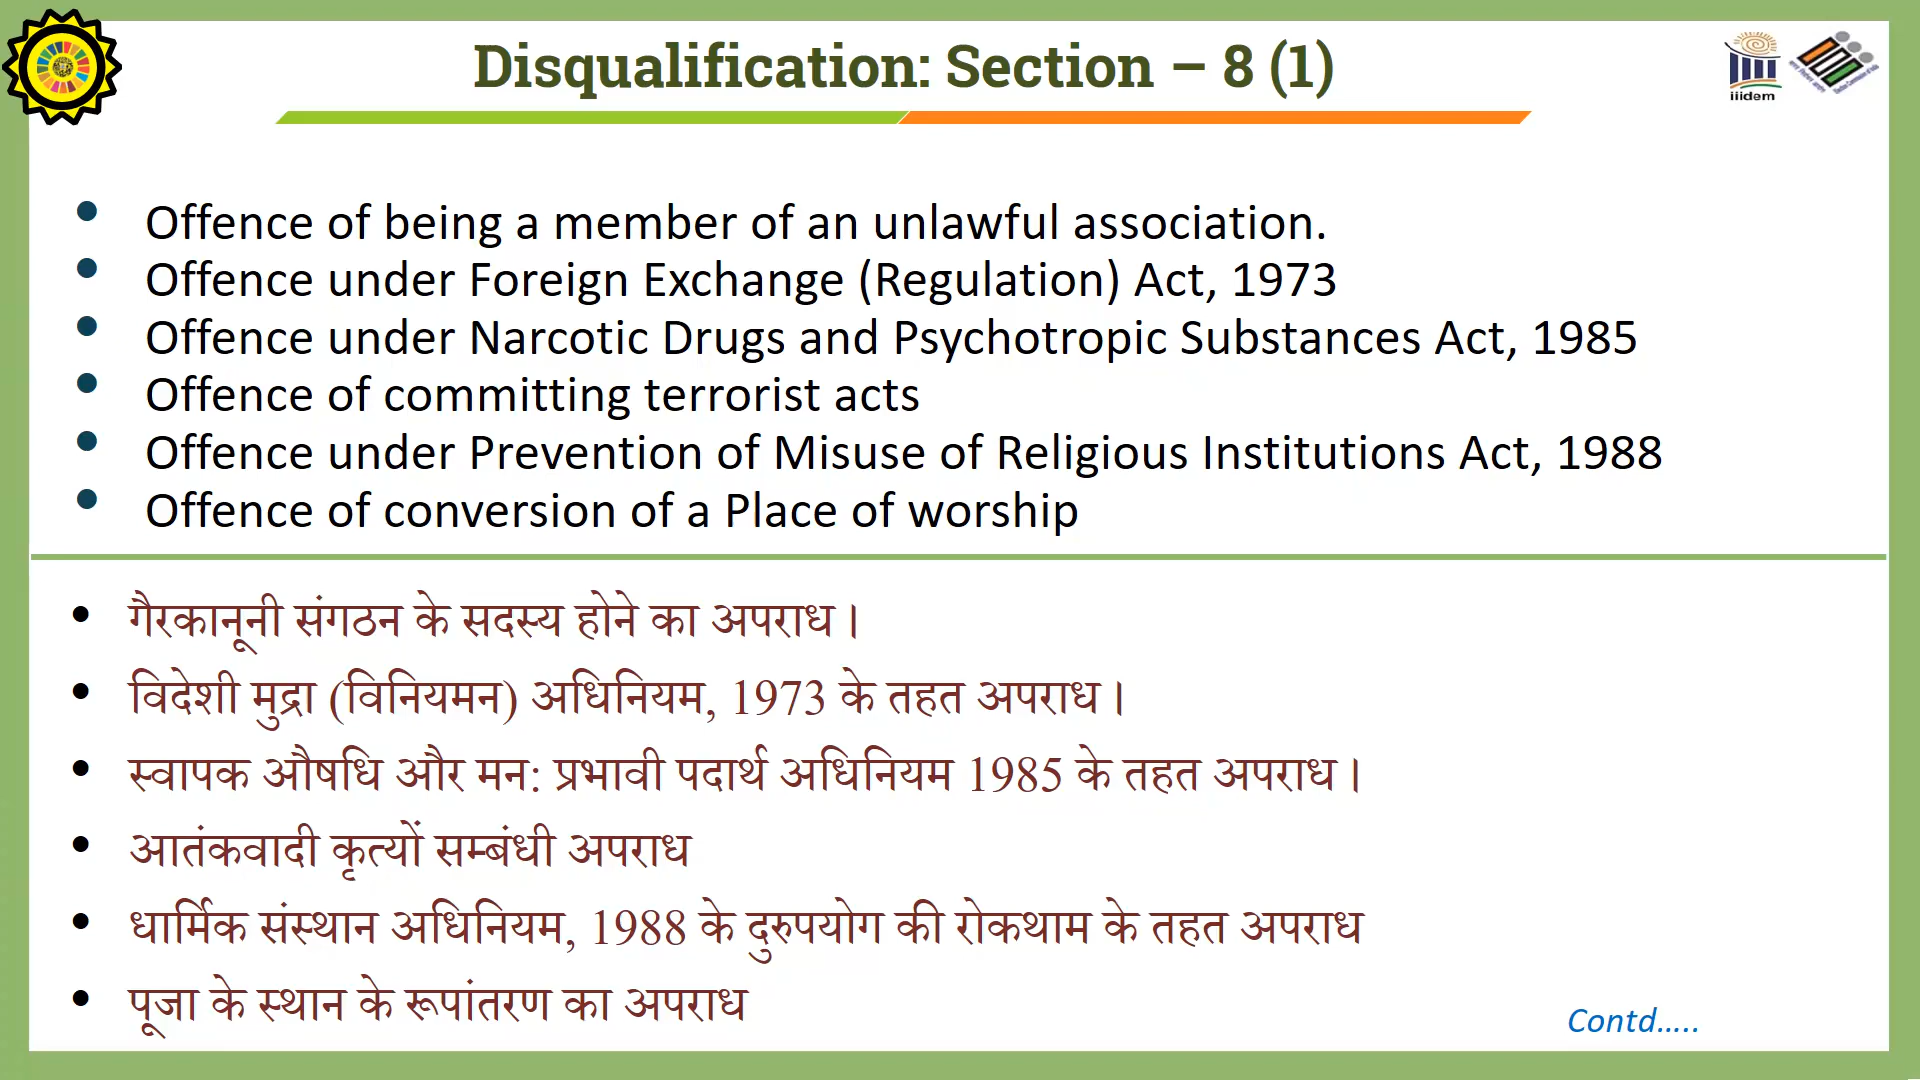 Disqualification: Section – 8 (1)
iiidem
• Offence of being a member of an unlawful association.
• Offence under Foreign Exchange (Regulation) Act, 1973
• Offence under Narcotic Drugs and Psychotropic Substances Act, 1985
• Offence of committing terrorist acts
• Offence under Prevention of Misuse of Religious Institutions Act, 1988
• Offence of conversion of a Place of worship
• गैरकानूनी संगठन के सदस्य होने का अपराध।
• विदेशी मुद्रा (विनियमन) अधिनियम, 1973 के तहत अपराध।
• स्वापक औषधि और मन: प्रभावी पदार्थ अधिनियम 1985 के तहत अपराध।
• आतंकवादी कृत्यों सम्बंधी अपराध
• धार्मिक संस्थान अधिनियम, 1988 के दुरुपयोग की रोकथाम के तहत अपराध
• पूजा के स्थान के रूपांतरण का अपराध
Contd.....